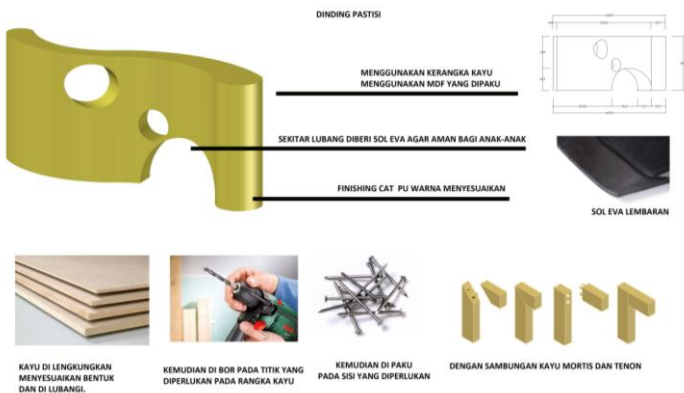 DINDING PASTISI
MENGGUNAKAN KERANGKA KAYU
MENGGUNAKAN MDF YANG DIPAKU
SEKITAR LUBANG DIBERI SOL EVA AGAR AMAN BAGI ANAK-ANAK
FINISHING CAT PU WARNA MENYESUAIKAN
SOL EVA LEMBARAN
KAYU DI LENGKUNGKAN
MENYESUAIKAN BENTUK
DAN DI LUBANGI.
KEMUDIAN DI BOR PADA TITIK YANG
DIPERLUKAN PADA RANGKA KAYU
KEMUDIAN DI PAKU
PADA SISI YANG DIPERLUKAN
DENGAN SAMBUNGAN KAYU MORTIS DAN TENON